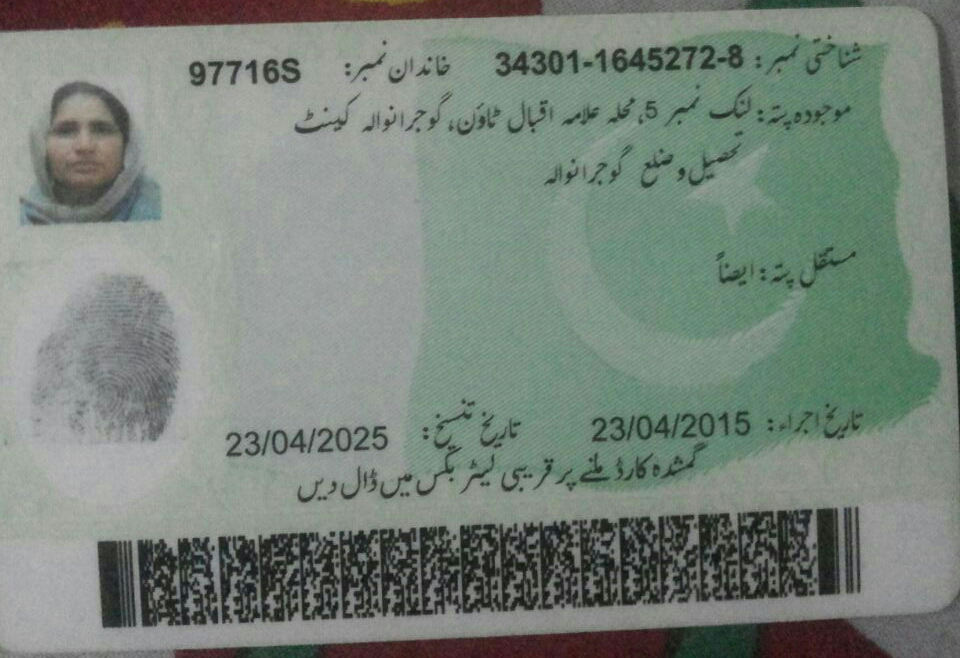 شناختی نمبر: 34301-1645272-8 خاندان نمبر: 97716S
موجودہ پتہ: لنک نمبر 5، محلہ علامہ اقبال ٹاؤن، گوجرانوالہ کینٹ
تحصیل و ضلع گوجرانوالہ
مستقل پتہ: ایضاً
تاریخ اجراء: 23/04/2015 تاریخ تنسیخ: 23/04/2025
گمشدہ کارڈ ملنے پر قریبی لیٹر بکس میں ڈال دیں